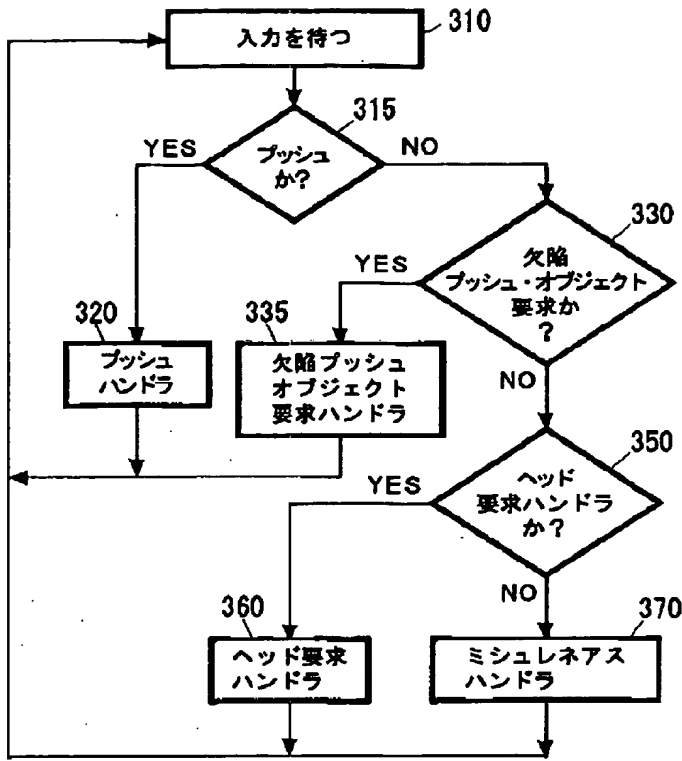 310
入力を待つ
315
YES
プッシュ
か?
NO
330
欠陥
プッシュ・オブジェクト
要求か
?
YES
320
プッシュ
ハンドラ
335
欠陥プッシュ
オブジェクト
要求ハンドラ
NO
350
ヘッド
要求ハンドラ
か?
YES
NO
360
ヘッド要求
ハンドラ
370
ミシュレネアス
ハンドラ